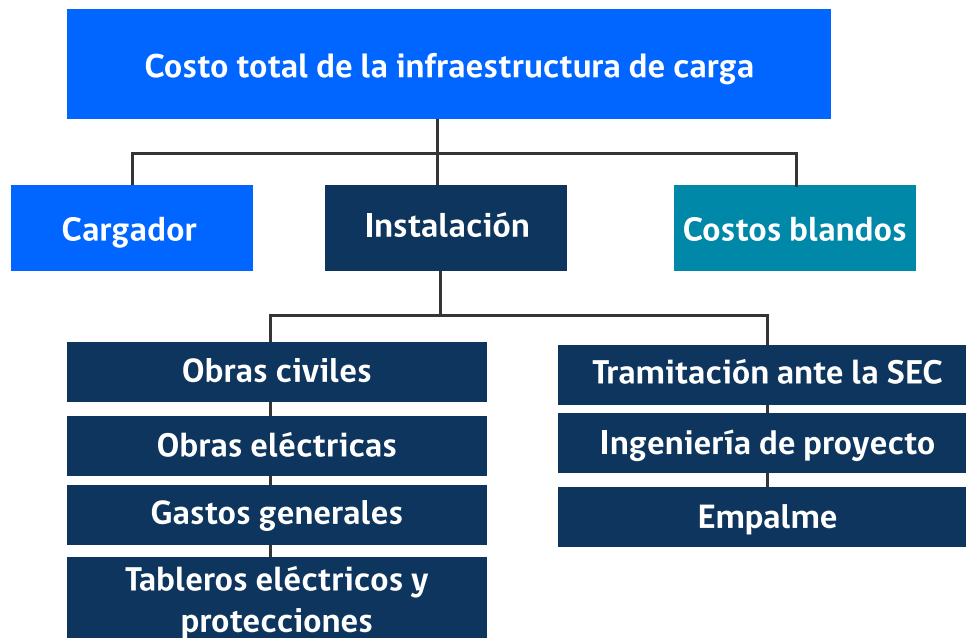 Costo total de la infraestructura de carga
Cargador
Instalación
Costos blandos
Obras civiles
Obras eléctricas
Gastos generales
Tableros eléctricos y
protecciones
Tramitación ante la SEC
Ingeniería de proyecto
Empalme